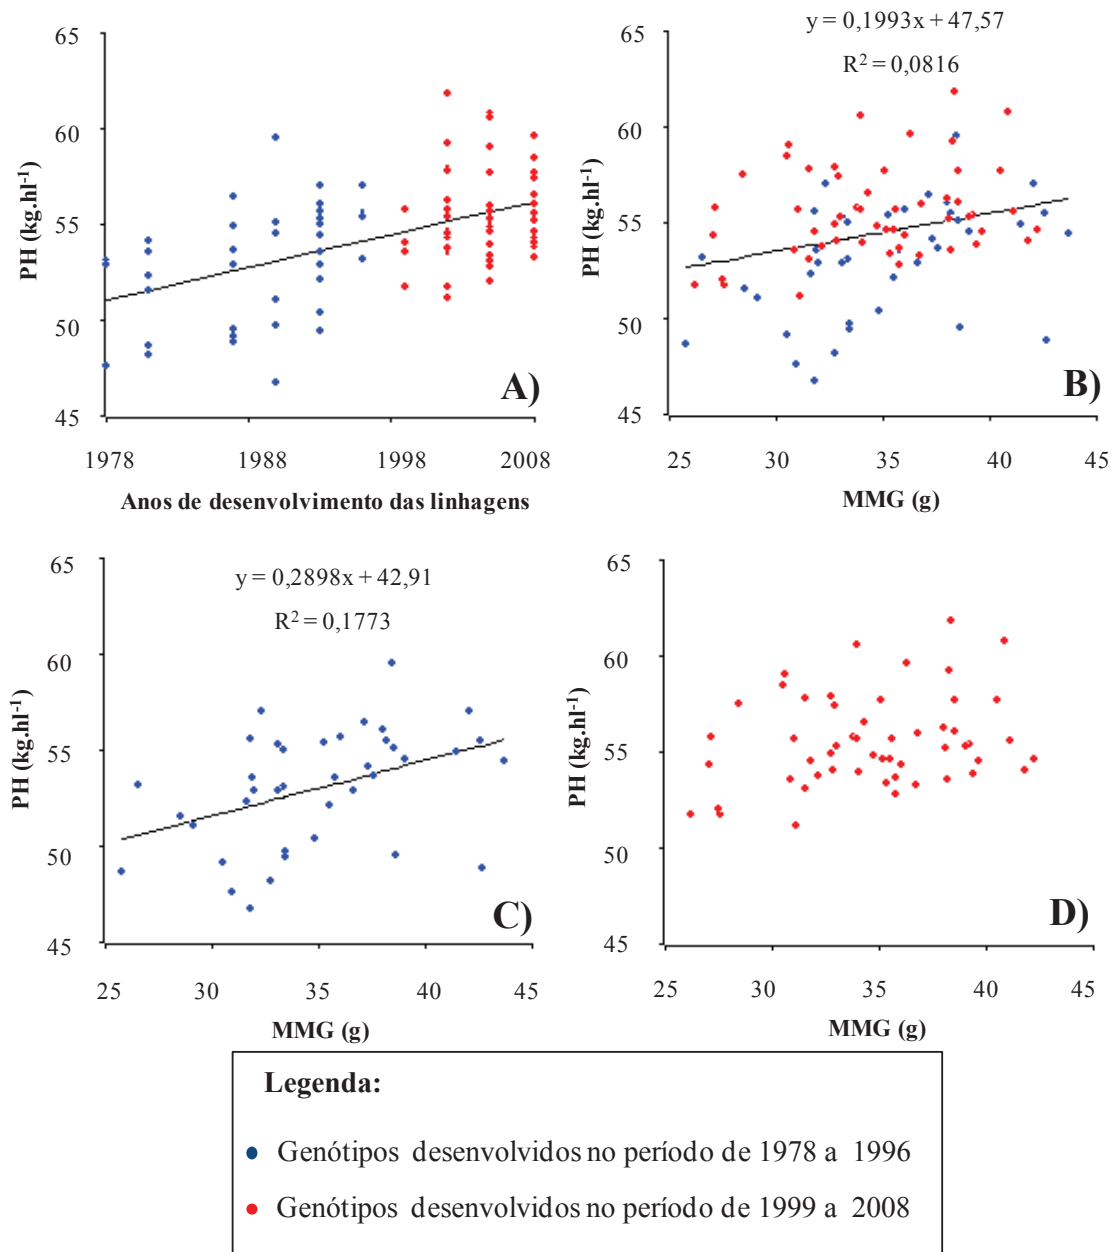 65
60
55
50
45
PH (kg.hl-1)
A)
1978 1988 1998 2008
Anos de desenvolvimento das linhagens
y = 0,1993x + 47,57
R2 = 0,0816
65
60
55
50
45
PH (kg.hl-1)
B)
25 30 35 40 45
MMG (g)
y = 0,2898x + 42,91
R2 = 0,1773
65
60
55
50
45
PH (kg.hl-1)
C)
25 30 35 40 45
MMG (g)
65
60
55
50
45
PH (kg.hl-1)
D)
25 30 35 40 45
MMG (g)
Legenda:
Genótipos desenvolvidos no período de 1978 a 1996
Genótipos desenvolvidos no período de 1999 a 2008